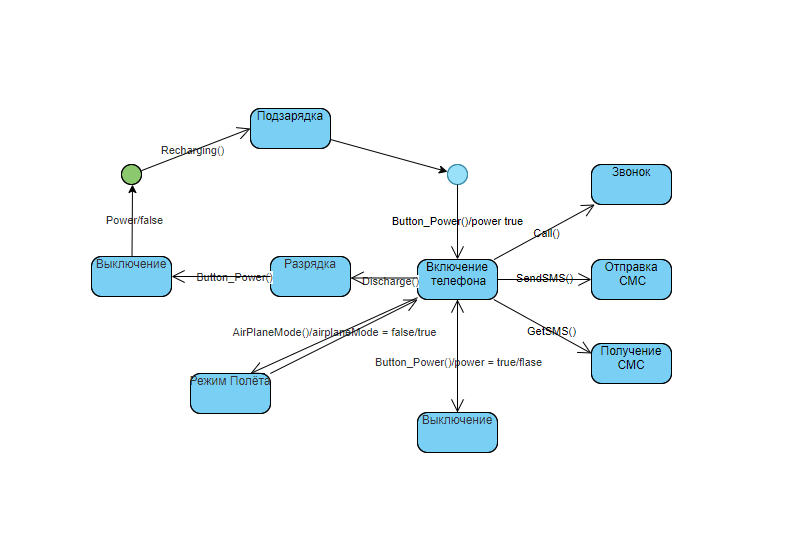 Подзарядка
Recharging()
Звонок
Power/false
Button_Power()/power true
Call()
Выключение
Button_Power()
Разрядка
Discharge()
Включение
телефона
SendSMS()
Отправка
СМС
AirPlaneMode()/airplaneMode = false/true
GetSMS()
Получение
СМС
Button_Power()/power = true/flase
Режим Полёта
Выключение